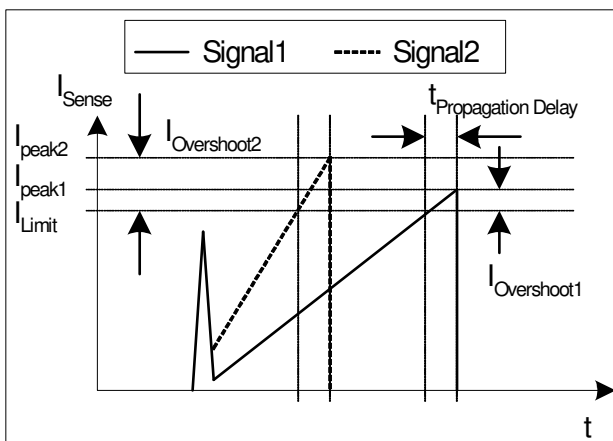 Signal1 Signal2
I_Sense
t_Propagation Delay
I_peak2
I_Overshoot2
I_peak1
I_Limit
I_Overshoot1
t